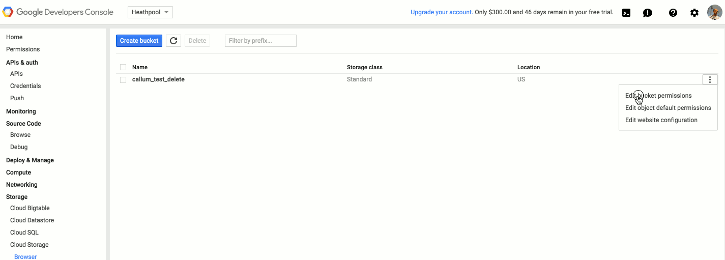 Google Developers Console
Heathpool
Upgrade your account. Only $300.00 and 46 days remain in your free trial.
Home
Permissions
APIs & auth
APIs
Credentials
Push
Monitoring
Source Code
Browse
Debug
Deploy & Manage
Compute
Networking
Storage
Cloud Bigtable
Cloud Datastore
Cloud SQL
Cloud Storage
Browser
Create bucket
Delete
Filter by prefix...
Name Storage class Location
callum_test_delete Standard US
Edit bucket permissions
Edit object default permissions
Edit website configuration